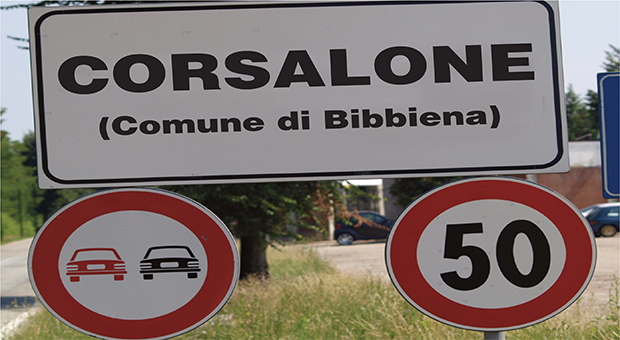 CORSALONE
(Comune di Bibbiena)
50